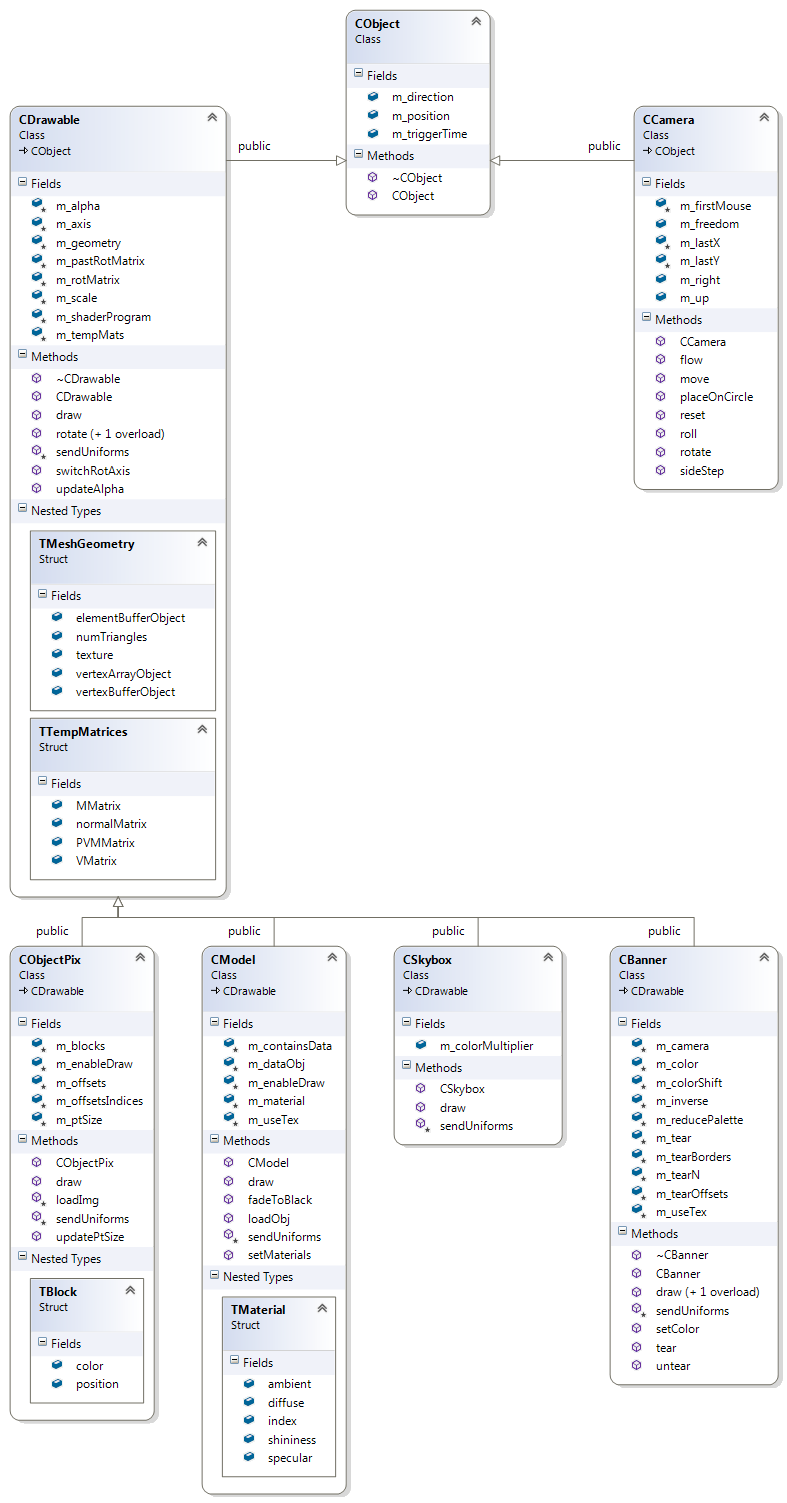 CObject
Class
Fields
m_direction
m_position
m_triggerTime
Methods
~CObject
CObject
CDrawable
Class
CObject
Fields
m_alpha
m_axis
m_geometry
m_pastRotMatrix
m_rotMatrix
m_scale
m_shaderProgram
m_tempMats
Methods
~CDrawable
CDrawable
draw
rotate (+ 1 overload)
sendUniforms
switchRotAxis
updateAlpha
Nested Types
TMeshGeometry
Struct
Fields
elementBufferObject
numTriangles
texture
vertexArrayObject
vertexBufferObject
TTempMatrices
Struct
Fields
MMatrix
normalMatrix
PVMMatrix
VMatrix
public
public
CCamera
Class
CObject
Fields
m_firstMouse
m_freedom
m_lastX
m_lastY
m_right
m_up
Methods
CCamera
flow
move
placeOnCircle
reset
roll
rotate
sideStep
public
public
public
public
CObjectPix
Class
CDrawable
Fields
m_blocks
m_enableDraw
m_offsets
m_offsetsIndices
m_ptSize
Methods
CObjectPix
draw
loadImg
sendUniforms
updatePtSize
Nested Types
TBlock
Struct
Fields
color
position
CModel
Class
CDrawable
Fields
m_containsData
m_dataObj
m_enableDraw
m_material
m_useTex
Methods
CModel
draw
fadeToBlack
loadObj
sendUniforms
setMaterials
Nested Types
TMaterial
Struct
Fields
ambient
diffuse
index
shininess
specular
CSkybox
Class
CDrawable
Fields
m_colorMultiplier
Methods
CSkybox
draw
sendUniforms
CBanner
Class
CDrawable
Fields
m_camera
m_color
m_colorShift
m_inverse
m_reducePalette
m_tear
m_tearBorders
m_tearN
m_tearOffsets
m_useTex
Methods
~CBanner
CBanner
draw (+ 1 overload)
sendUniforms
setColor
tear
untear